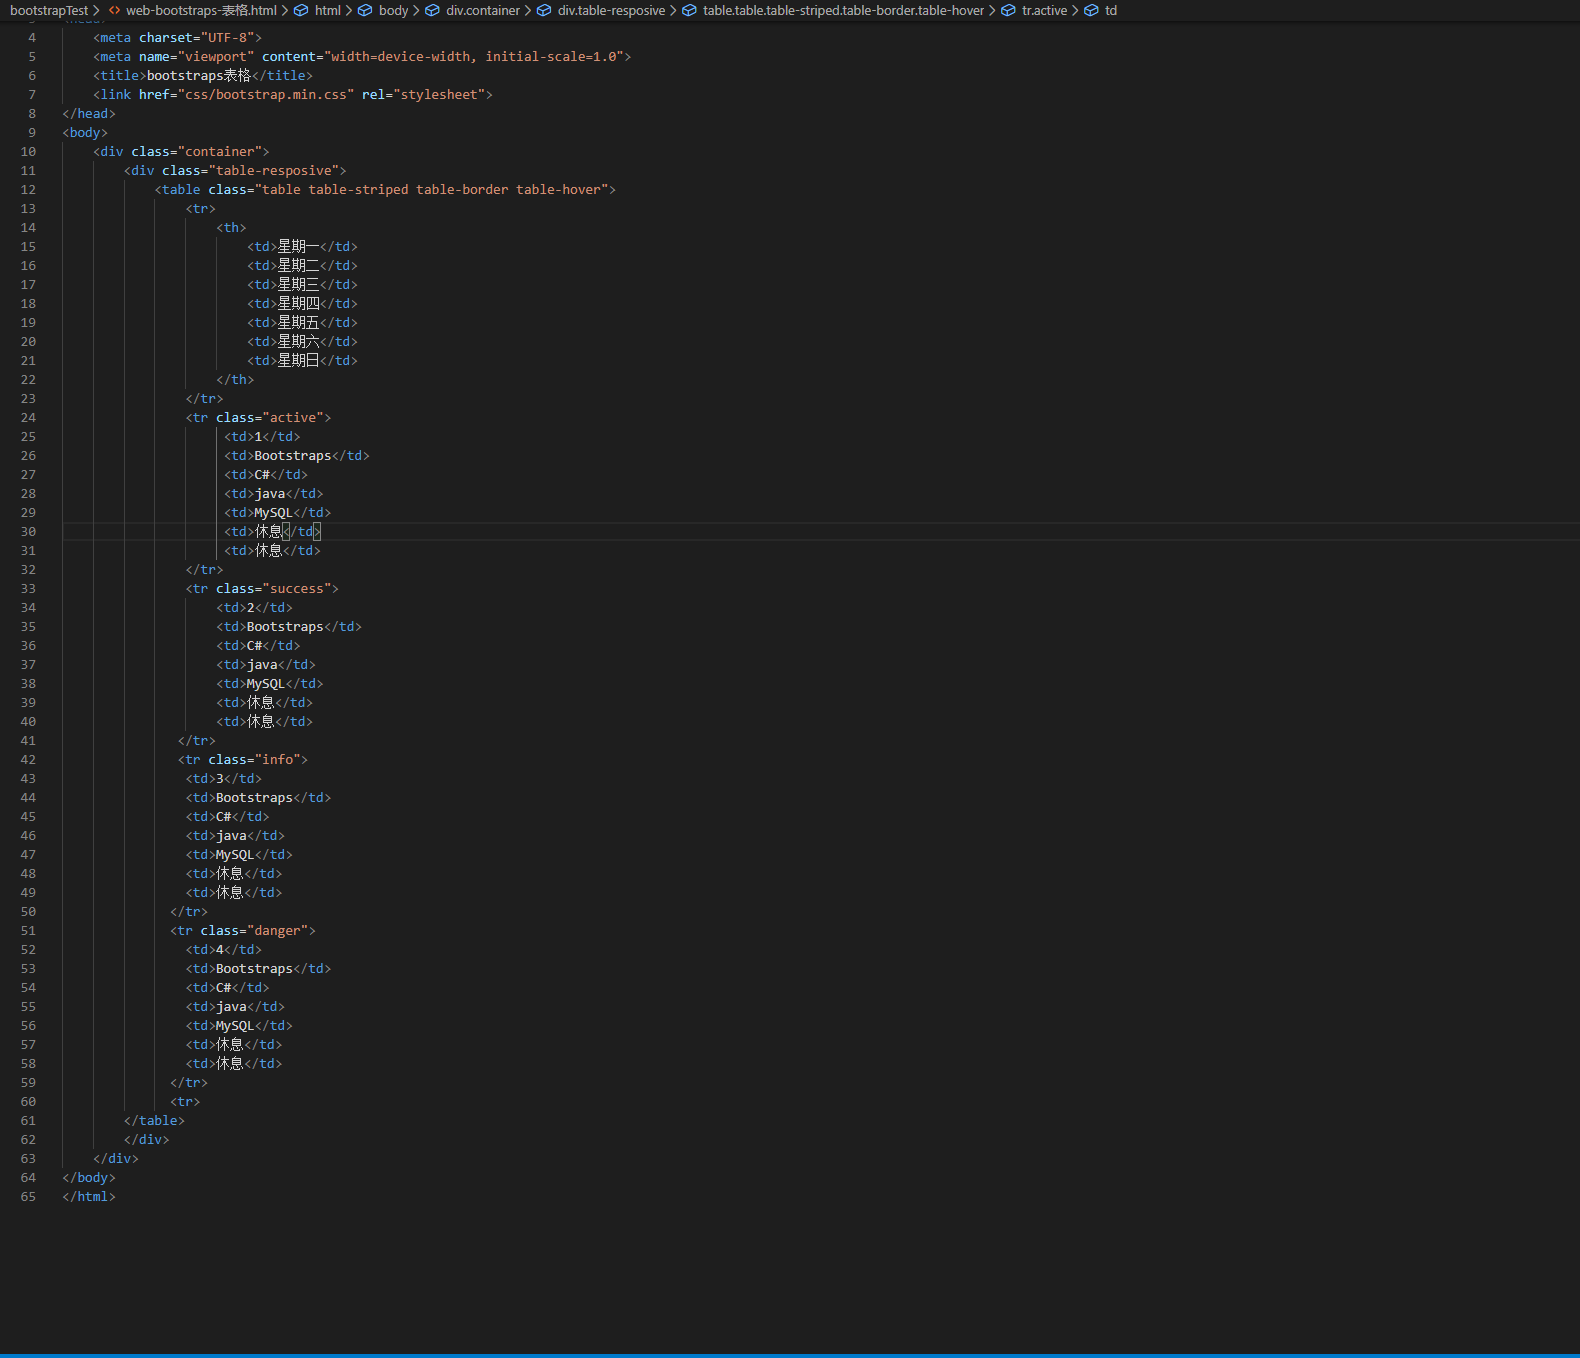 bootstrapTest > <> web-bootstraps-表格.html > html > body > div.container > div.table-resposive > table.table.table-striped.table-border.table-hover > tr.active > td
4 <meta charset="UTF-8">
5 <meta name="viewport" content="width=device-width, initial-scale=1.0">
6 <title>bootstraps表格</title>
7 <link href="css/bootstrap.min.css" rel="stylesheet">
8 </head>
9 <body>
10 <div class="container">
11 <div class="table-resposive">
12 <table class="table table-striped table-border table-hover">
13 <tr>
14 <th>
15 <td>星期一</td>
16 <td>星期二</td>
17 <td>星期三</td>
18 <td>星期四</td>
19 <td>星期五</td>
20 <td>星期六</td>
21 <td>星期日</td>
22 </th>
23 </tr>
24 <tr class="active">
25 <td>1</td>
26 <td>Bootstraps</td>
27 <td>C#</td>
28 <td>java</td>
29 <td>MySQL</td>
30 <td>休息</td>
31 <td>休息</td>
32 </tr>
33 <tr class="success">
34 <td>2</td>
35 <td>Bootstraps</td>
36 <td>C#</td>
37 <td>java</td>
38 <td>MySQL</td>
39 <td>休息</td>
40 <td>休息</td>
41 </tr>
42 <tr class="info">
43 <td>3</td>
44 <td>Bootstraps</td>
45 <td>C#</td>
46 <td>java</td>
47 <td>MySQL</td>
48 <td>休息</td>
49 <td>休息</td>
50 </tr>
51 <tr class="danger">
52 <td>4</td>
53 <td>Bootstraps</td>
54 <td>C#</td>
55 <td>java</td>
56 <td>MySQL</td>
57 <td>休息</td>
58 <td>休息</td>
59 </tr>
60 <tr>
61 </table>
62 </div>
63 </div>
64 </body>
65 </html>